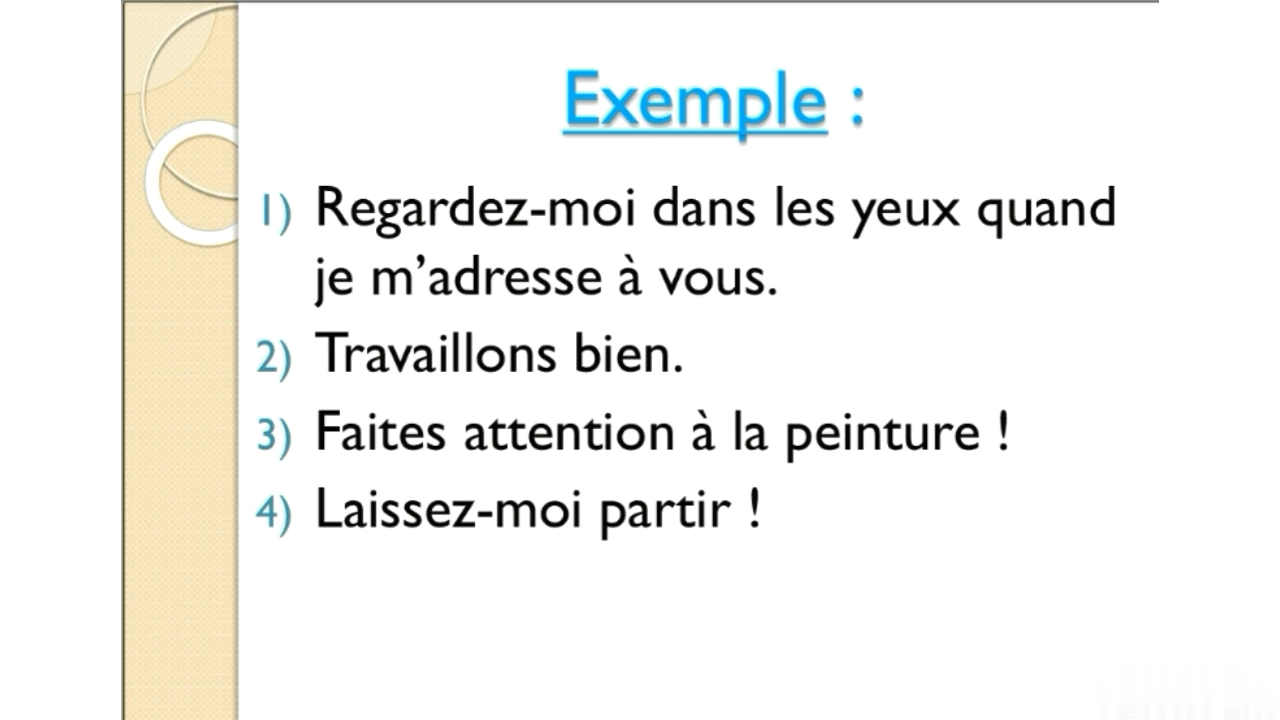 Exemple :
1) Regardez-moi dans les yeux quand
je m’adresse à vous.
2) Travaillons bien.
3) Faites attention à la peinture !
4) Laissez-moi partir !